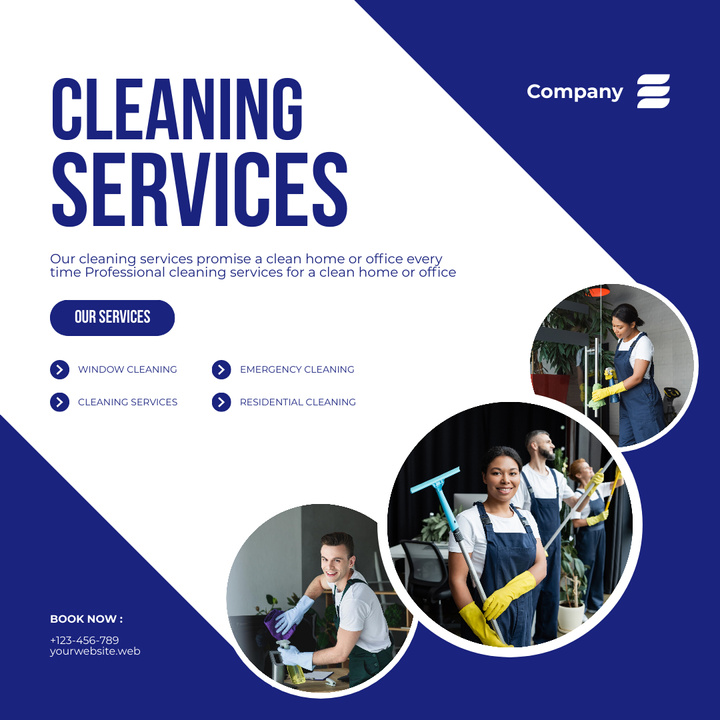 Company
CLEANING
SERVICES
Our cleaning services promise a clean home or office every
time Professional cleaning services for a clean home or office
OUR SERVICES
WINDOW CLEANING
EMERGENCY CLEANING
CLEANING SERVICES
RESIDENTIAL CLEANING
BOOK NOW :
+123-456-789
yourwebsite.web